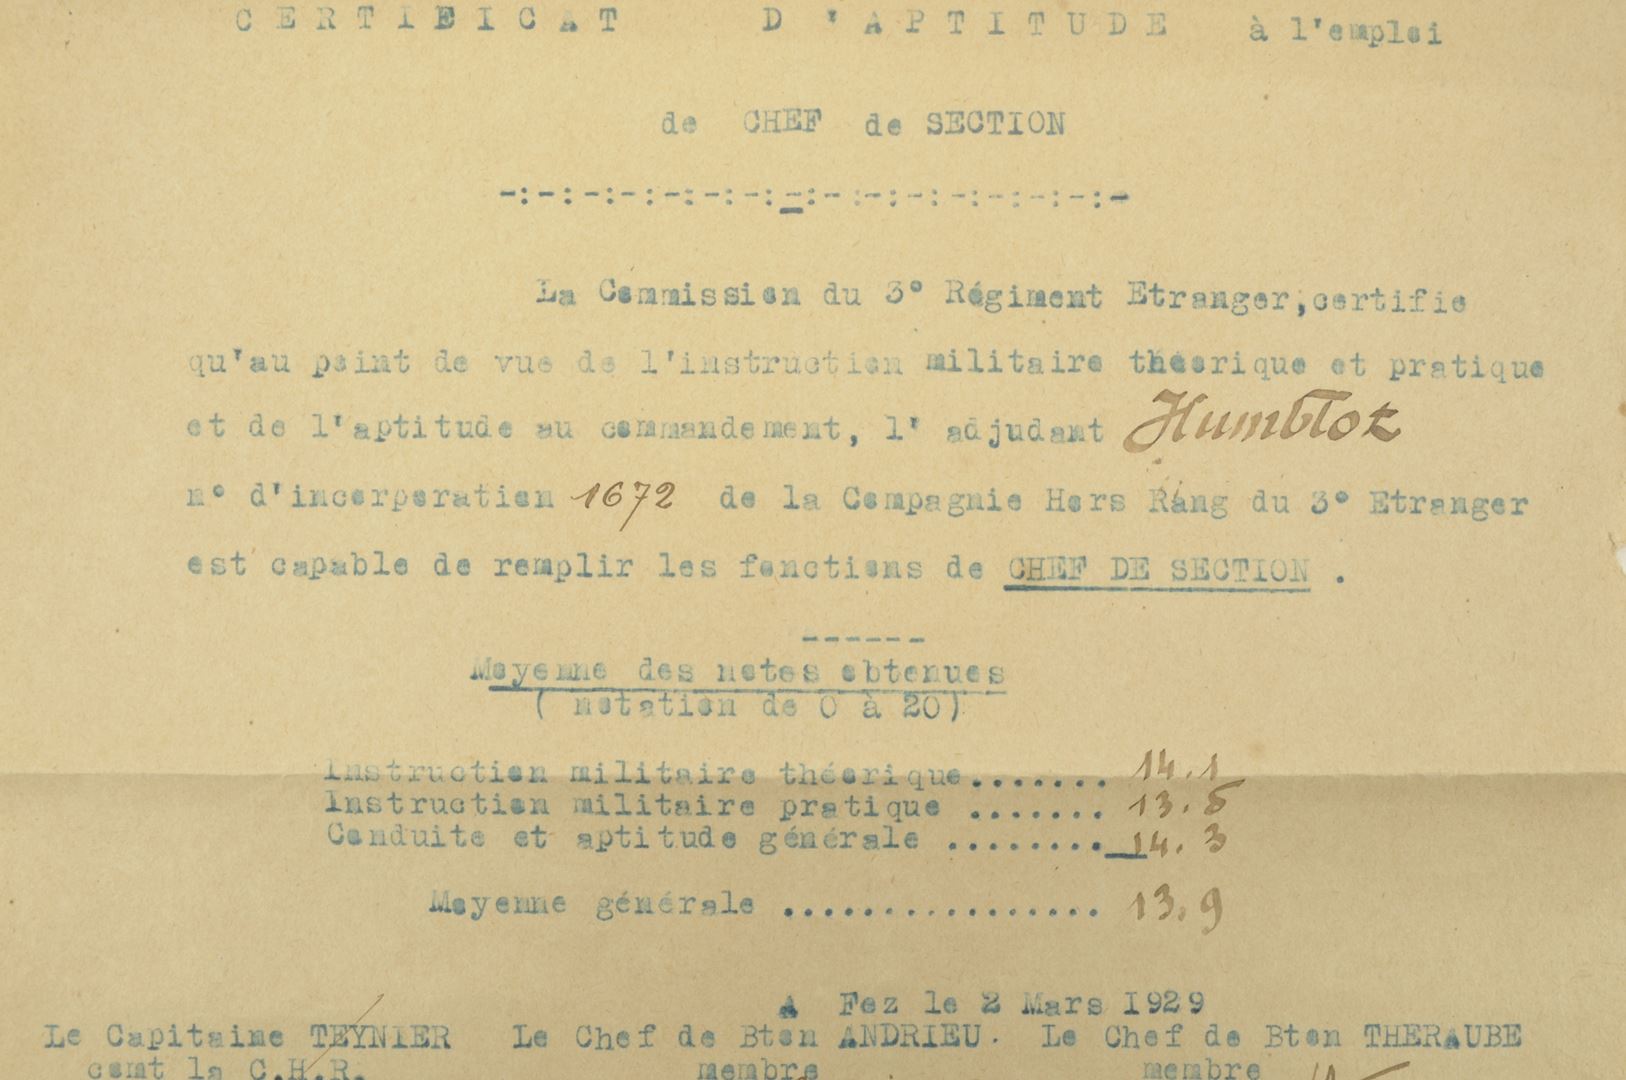 CERTIFICAT D'APTITUDE à l'emploi
de CHEF de SECTION
-:-:-:-:-:-:-:-:-:-:-:-:-:-:-:-
La Commission du 3° Régiment Etranger,certifie
qu'au point de vue de l'instruction militaire théorique et pratique
et de l'aptitude au commandement, l' adjudant Humblot
n° d'incorporation 1672 de la Compagnie Hors Rang du 3° Etranger
est capable de remplir les fonctions de CHEF DE SECTION .
------
Moyenne des notes obtenues
( notation de 0 à 20)
Instruction militaire théorique....... 14.1
Instruction militaire pratique ....... 13.5
Conduite et aptitude générale ........ 14.3
Moyenne générale ................ 13.9
A Fez le 2 Mars 1929
Le Capitaine TEYNIER Le Chef de Bton ANDRIEU. Le Chef de Bton THERAUBE
comt la C.H.R. membre membre